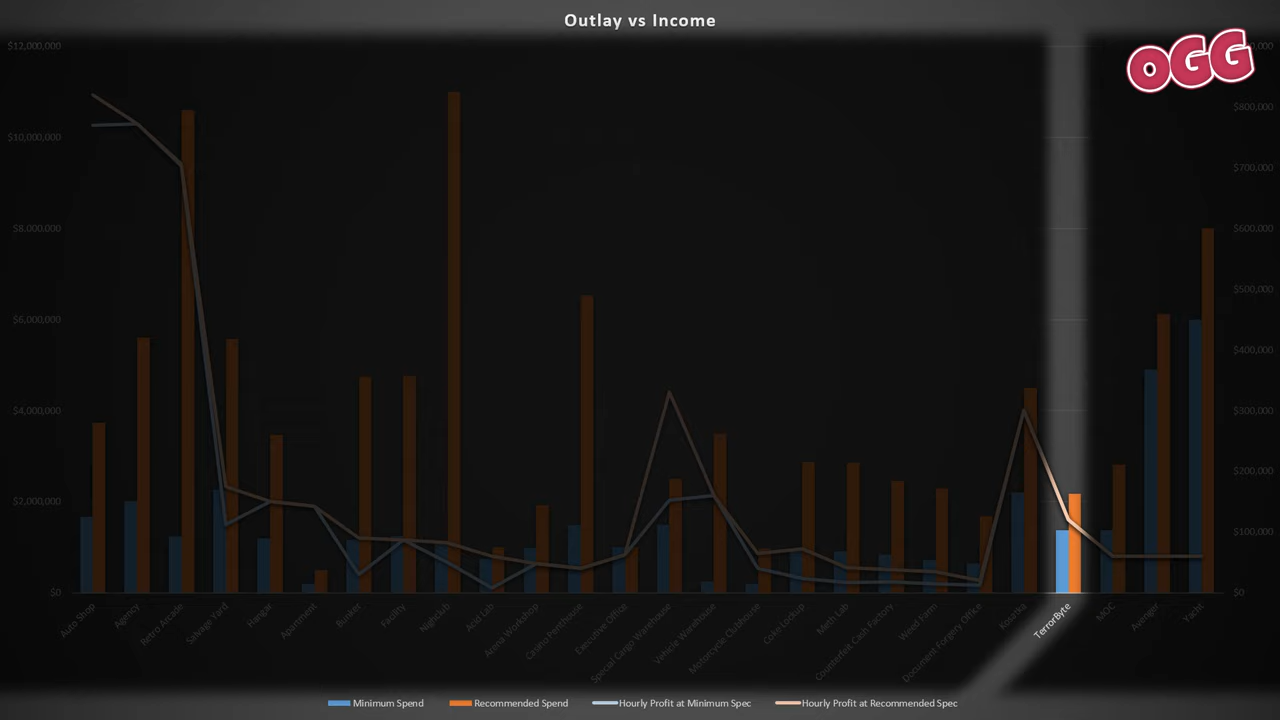 Outlay vs Income
OGG
$12,000,000
$10,000,000
$8,000,000
$6,000,000
$4,000,000
$2,000,000
$0
$800,000
$700,000
$600,000
$500,000
$400,000
$300,000
$200,000
$100,000
$0
Auto Shop
Agency
Retro Arcade
Salvage Yard
Hangar
Apartment
Bunker
Facility
Nightclub
Acid Lab
Arena Workshop
Casino Penthouse
Executive Office
Special Cargo Warehouse
Vehicle Warehouse
Motorcycle Clubhouse
Coke Lockup
Meth Lab
Counterfeit Cash Factory
Weed Farm
Document Forgery Office
Kosatka
TerrorByte
MOC
Avenger
Yacht
Minimum Spend
Recommended Spend
Hourly Profit at Minimum Spec
Hourly Profit at Recommended Spec